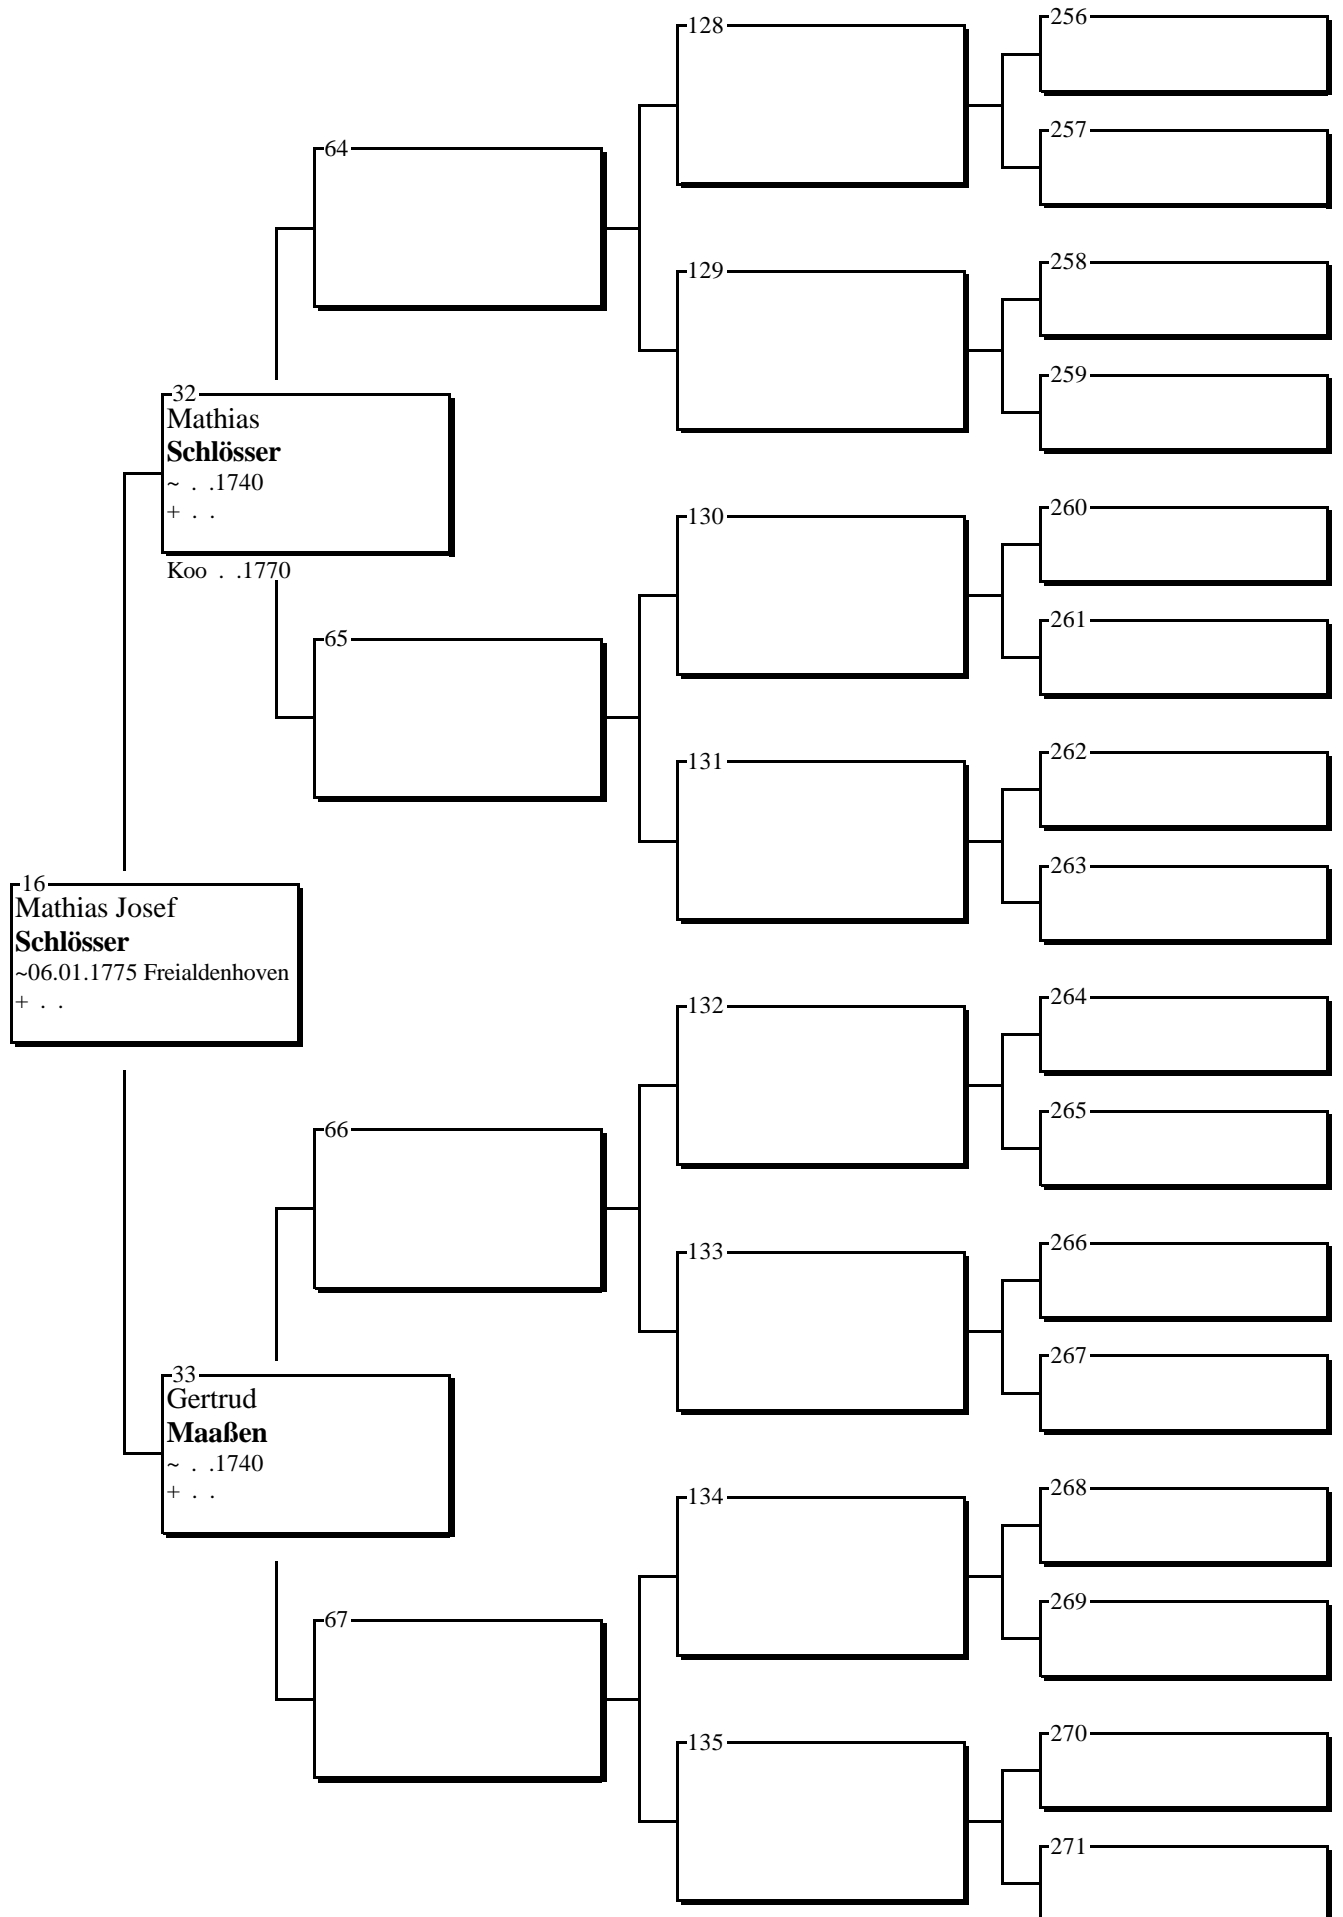 128
256
257
64
129
258
259
32
Mathias
Schlösser
~ . .1740
+ . .
Koo . .1770
130
260
261
65
131
262
263
16
Mathias Josef
Schlösser
~06.01.1775 Freialdenhoven
+ . .
132
264
265
66
133
266
267
33
Gertrud
Maaßen
~ . .1740
+ . .
134
268
269
67
135
270
271